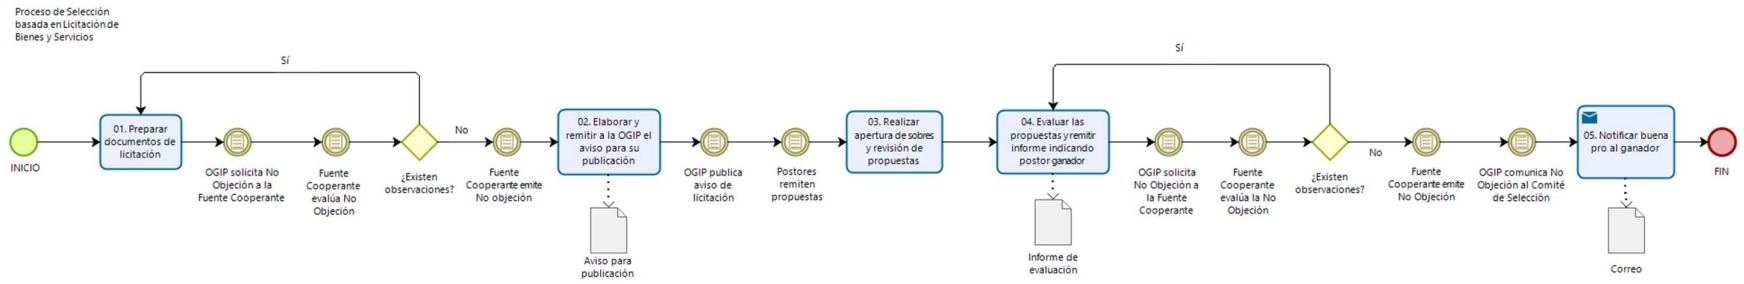 Proceso de Selección
basada en Licitación de
Bienes y Servicios
Sí
Sí
INICIO
01. Preparar
documentos de
licitación
OGIP solicita No
Objeción a la
Fuente Cooperante
Fuente
Cooperante
evalúa No
Objeción
¿Existen
observaciones?
No
Fuente
Cooperante emite
No objeción
02. Elaborar y
remitir a la OGIP el
aviso para su
publicación
Aviso para
publicación
OGIP publica
aviso de
licitación
Postores
remiten
propuestas
03. Realizar
apertura de sobres
y revisión de
propuestas
04. Evaluar las
propuestas y remitir
informe indicando
postor ganador
Informe de
evaluación
OGIP solicita
No Objeción a
la Fuente
Cooperante
Fuente
Cooperante
evalúa la No
Objeción
¿Existen
observaciones?
No
Fuente
Cooperante emite
No Objeción
OGIP comunica No
Objeción al Comité
de Selección
05. Notificar buena
pro al ganador
Correo
FIN